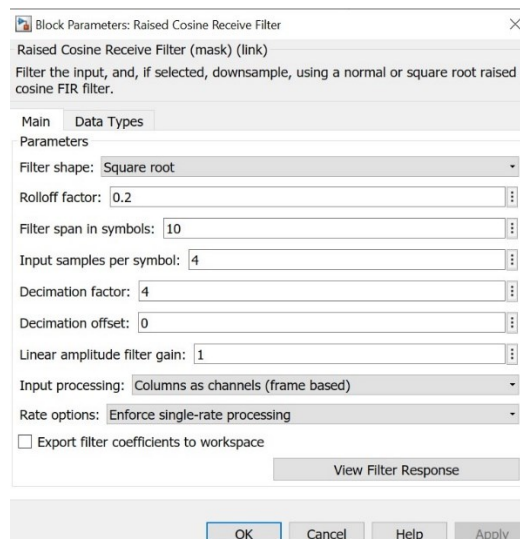 Block Parameters: Raised Cosine Receive Filter
Raised Cosine Receive Filter (mask) (link)
Filter the input, and, if selected, downsample, using a normal or square root raised
cosine FIR filter.
Main Data Types
Parameters
Filter shape: Square root
Rolloff factor: 0.2
Filter span in symbols: 10
Input samples per symbol: 4
Decimation factor: 4
Decimation offset: 0
Linear amplitude filter gain: 1
Input processing: Columns as channels (frame based)
Rate options: Enforce single-rate processing
Export filter coefficients to workspace
View Filter Response
OK Cancel Help Apply